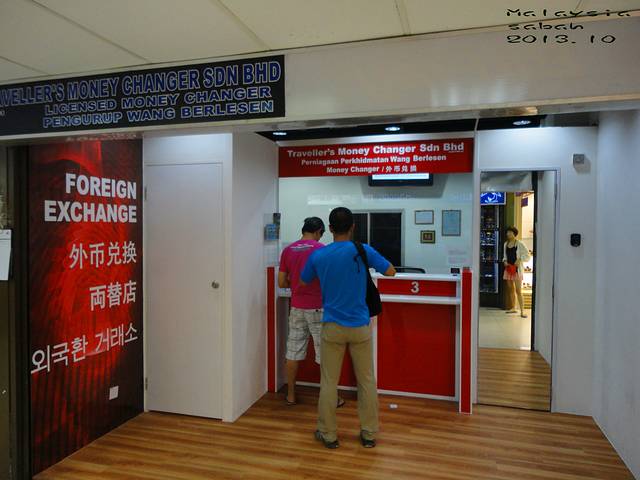 Malaysia
sabah
2013.10
AVELLER'S MONEY CHANGER SDN BHD
LICENSED MONEY CHANGER
PENGURUP WANG BERLESEN
FOREIGN
EXCHANGE
外币兑换
両替店
외국환 거래소
Traveller's Money Changer Sdn Bhd
Perniagaan Perkhidmatan Wang Berlesen
Money Changer / 外币兑换
3